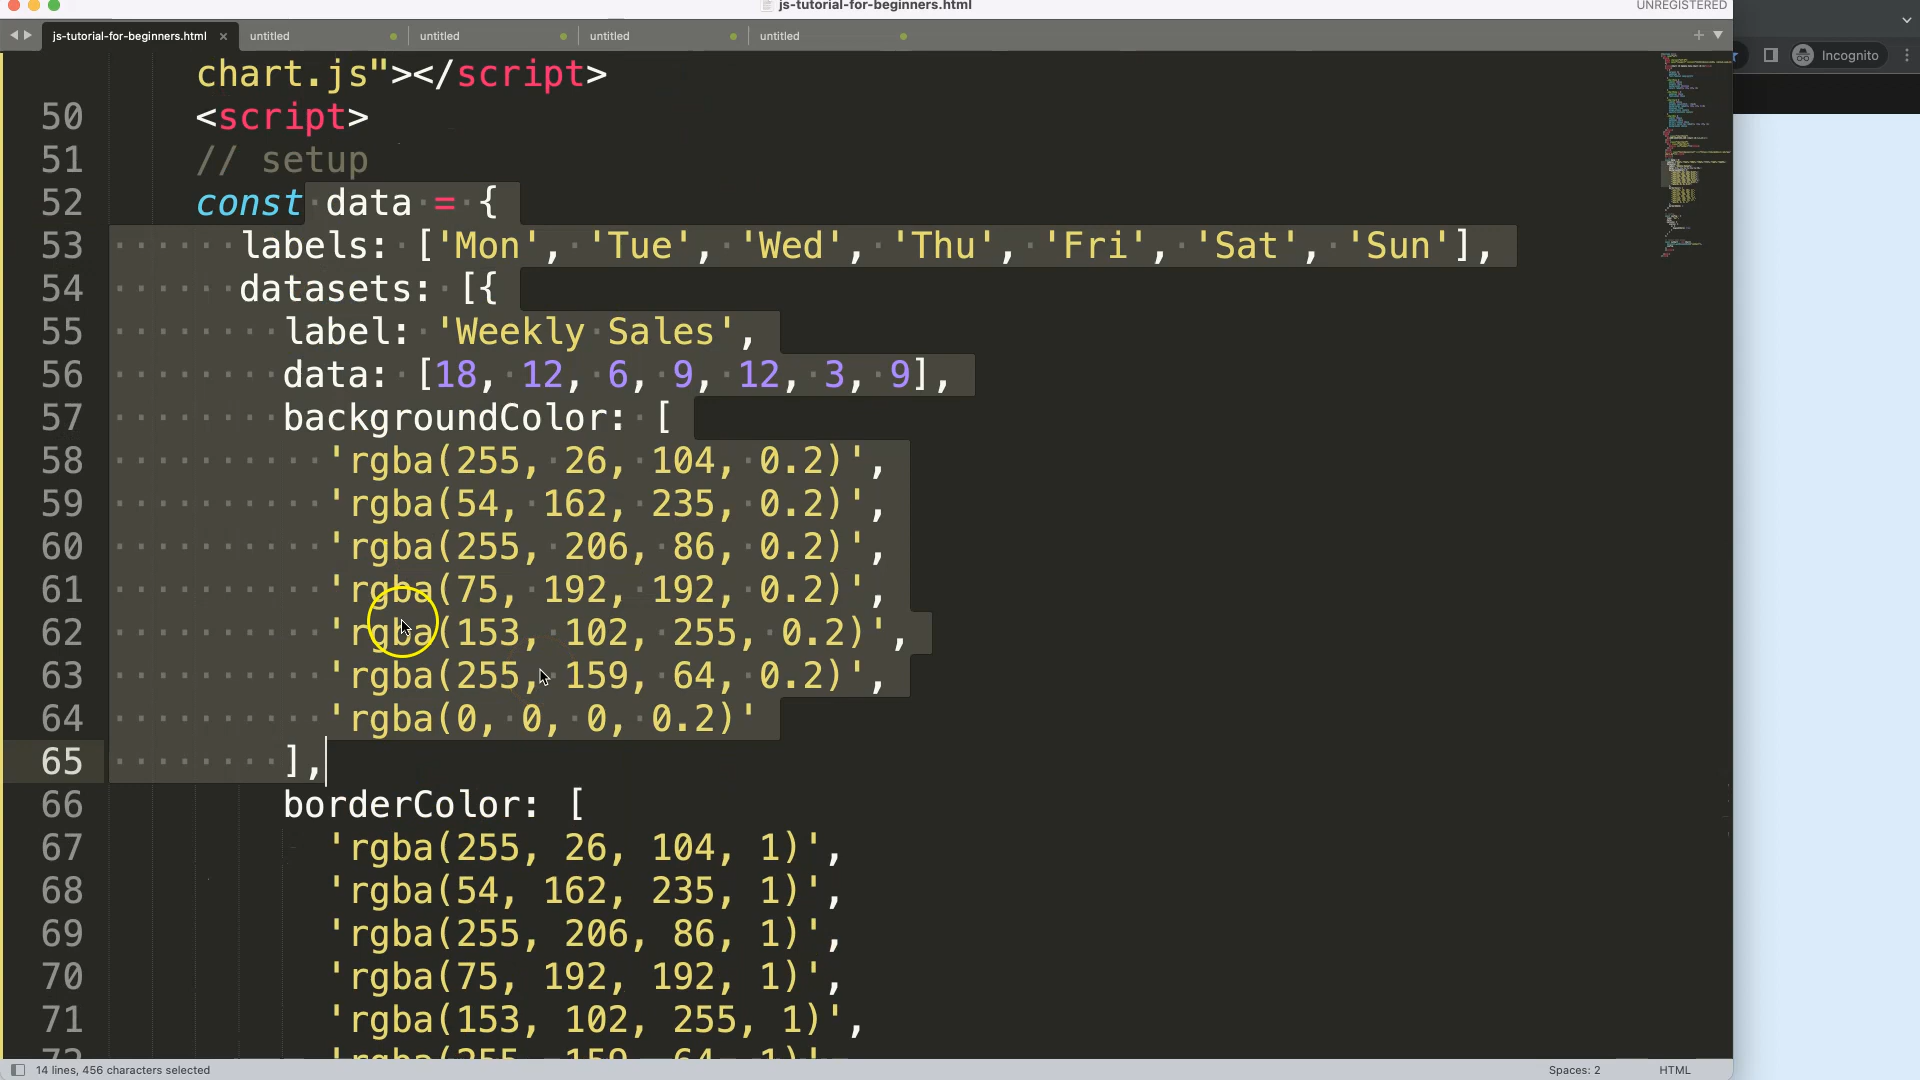 js-tutorial-for-beginners.html
UNREGISTERED
js-tutorial-for-beginners.html × untitled untitled untitled untitled
Incognito
chart.js"></script>
50 <script>
51 // setup
52 const data = {
53 labels: ['Mon', 'Tue', 'Wed', 'Thu', 'Fri', 'Sat', 'Sun'],
54 datasets: [{
55 label: 'Weekly Sales',
56 data: [18, 12, 6, 9, 12, 3, 9],
57 backgroundColor: [
58 'rgba(255, 26, 104, 0.2)',
59 'rgba(54, 162, 235, 0.2)',
60 'rgba(255, 206, 86, 0.2)',
61 'rgba(75, 192, 192, 0.2)',
62 'rgba(153, 102, 255, 0.2)',
63 'rgba(255, 159, 64, 0.2)',
64 'rgba(0, 0, 0, 0.2)'
65 ],
66 borderColor: [
67 'rgba(255, 26, 104, 1)',
68 'rgba(54, 162, 235, 1)',
69 'rgba(255, 206, 86, 1)',
70 'rgba(75, 192, 192, 1)',
71 'rgba(153, 102, 255, 1)',
72 'rgba(255, 159, 64, 1)'
14 lines, 456 characters selected
Spaces: 2
HTML